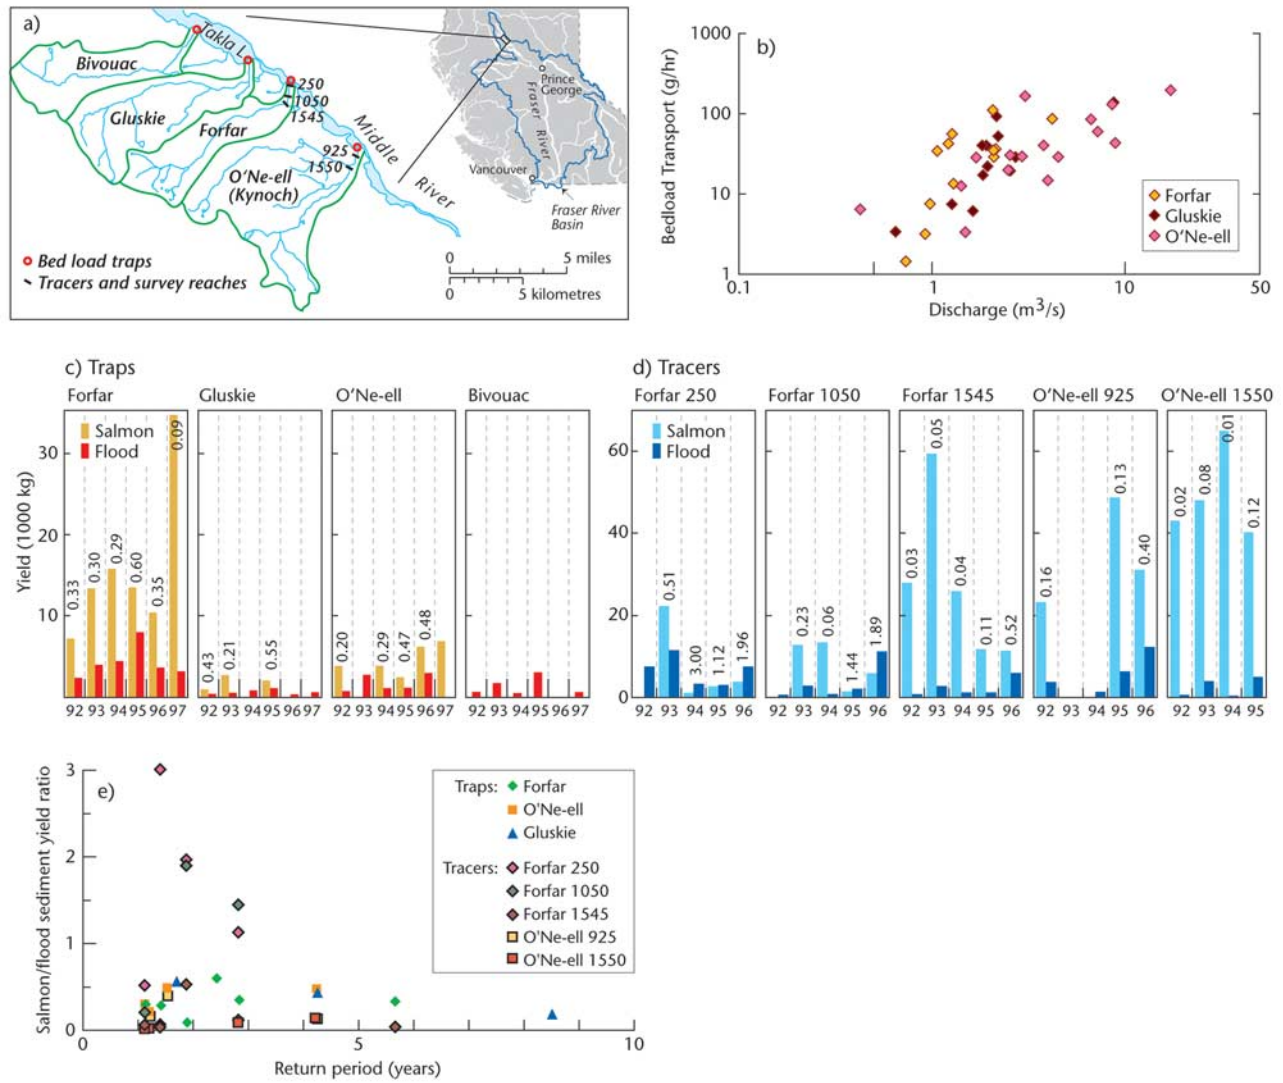 a)
Takla L.
Bivouac
Gluskie
Forfar
O'Ne-ell
(Kynoch)
250
1050
1545
925
1550
Middle
River
Prince
George
Fraser River
Vancouver
Fraser River
Basin
Bed load traps
Tracers and survey reaches
0 5 miles
0 5 kilometres
b)
Bedload Transport (g/hr)
1000
100
10
1
0.1 1 10 50
Discharge (m3/s)
Forfar
Gluskie
O'Ne-ell
c) Traps
Forfar Gluskie O'Ne-ell Bivouac
Salmon
Flood
Yield (1000 kg)
30
20
10
0.33 0.30 0.29 0.60 0.35 0.09
0.43 0.21 0.55
0.20 0.29 0.47 0.48
92 93 94 95 96 97 92 93 94 95 96 97 92 93 94 95 96 97 92 93 94 95 96 97
d) Tracers
Forfar 250 Forfar 1050 Forfar 1545 O'Ne-ell 925 O'Ne-ell 1550
Salmon
Flood
60
40
20
0
0.51 3.00 1.12 1.96
0.23 0.06 1.44 1.89
0.03 0.05 0.04 0.11 0.52
0.16 0.13 0.40
0.02 0.08 0.01 0.12
92 93 94 95 96 92 93 94 95 96 92 93 94 95 96 92 93 94 95 96 92 93 94 95
e)
Salmon/flood sediment yield ratio
3
2
1
0
0 5 10
Return period (years)
Traps: Forfar
O'Ne-ell
Gluskie
Tracers: Forfar 250
Forfar 1050
Forfar 1545
O'Ne-ell 925
O'Ne-ell 1550